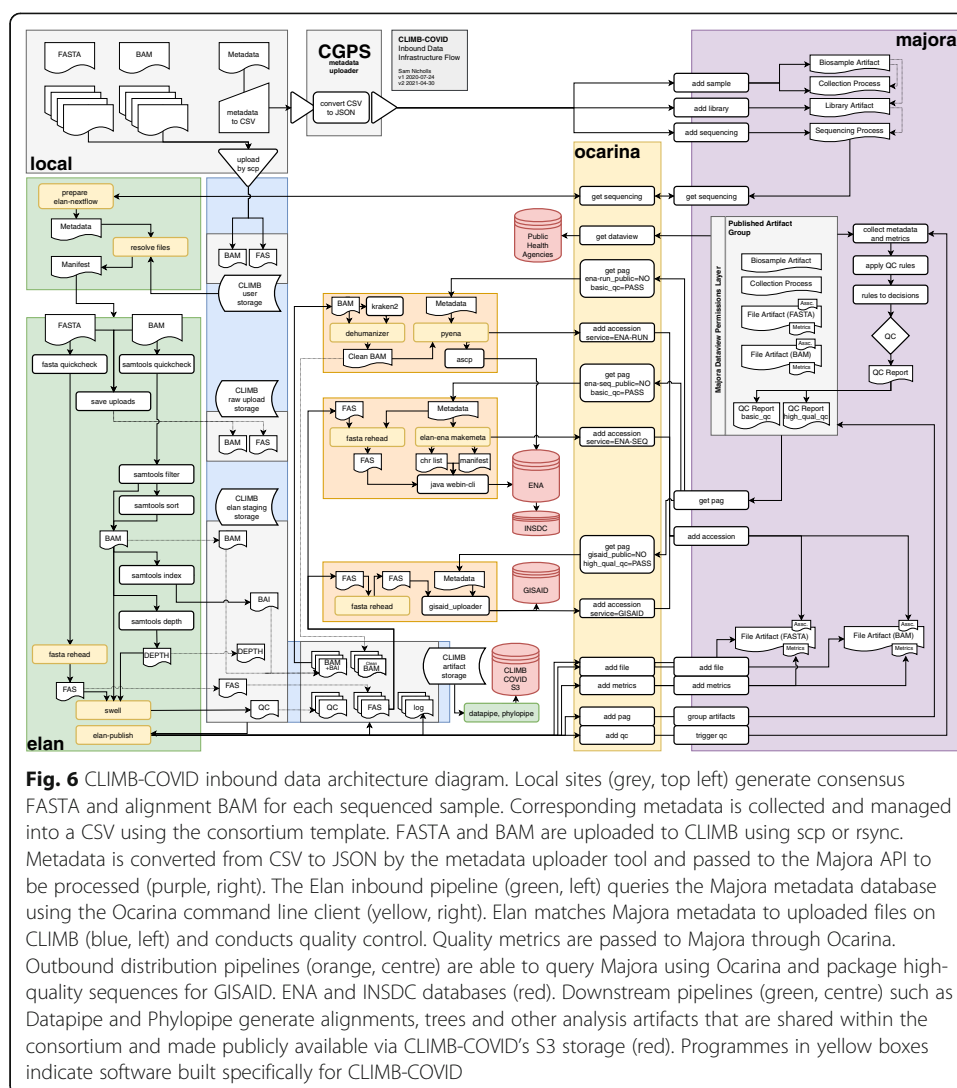 FASTA
BAM
Metadata
metadata
to CSV
local
upload
by scp
CGPS
metadata
uploader
convert CSV
to JSON
CLIMB-COVID
Inbound Data
Infrastructure Flow
Sam Nicholls
v1 2020-07-24
v2 2021-04-30
majora
add sample
add library
add sequencing
Biosample Artifact
Collection Process
Library Artifact
Sequencing Process
ocarina
get sequencing
get sequencing
prepare
elan-nextflow
Metadata
resolve files
Manifest
BAM
FAS
CLIMB
user
storage
Public
Health
Agencies
get dataview
Majora Dataview Permissions Layer
Published Artifact
Group
Biosample Artifact
Collection Process
Assc.
File Artifact (FASTA)
Metrics
Assc.
File Artifact (BAM)
Metrics
QC Report
basic_qc
QC Report
high_qual_qc
collect metadata
and metrics
apply QC rules
rules to decisions
QC
QC Report
get pag
ena-run_public=NO
basic_qc=PASS
BAM
kraken2
Metadata
dehumanizer
pyena
Clean BAM
ascp
add accession
service=ENA-RUN
FASTA
BAM
fasta quickcheck
samtools quickcheck
save uploads
CLIMB
raw upload
storage
BAM
FAS
get pag
ena-seq_public=NO
basic_qc=PASS
FAS
Metadata
fasta rehead
elan-ena makemeta
FAS
chr list
manifest
java webin-cli
add accession
service=ENA-SEQ
ENA
INSDC
samtools filter
samtools sort
BAM
samtools index
samtools depth
DEPTH
fasta rehead
FAS
swell
elan-publish
elan
CLIMB
elan staging
storage
BAM
BAI
DEPTH
FAS
QC
get pag
add accession
get pag
gisaid_public=NO
high_qual_qc=PASS
FAS
FAS
Metadata
fasta rehead
gisaid_uploader
GISAID
add accession
service=GISAID
BAM
+BAI
Clean
BAM
QC
FAS
log
CLIMB
artifact
storage
CLIMB
COVID
S3
datapipe, phylopipe
add file
add metrics
add pag
add qc
add file
add metrics
group artifacts
trigger qc
Assc.
File Artifact (FASTA)
Metrics
Assc.
File Artifact (BAM)
Metrics
Fig. 6 CLIMB-COVID inbound data architecture diagram. Local sites (grey, top left) generate consensus
FASTA and alignment BAM for each sequenced sample. Corresponding metadata is collected and managed
into a CSV using the consortium template. FASTA and BAM are uploaded to CLIMB using scp or rsync.
Metadata is converted from CSV to JSON by the metadata uploader tool and passed to the Majora API to
be processed (purple, right). The Elan inbound pipeline (green, left) queries the Majora metadata database
using the Ocarina command line client (yellow, right). Elan matches Majora metadata to uploaded files on
CLIMB (blue, left) and conducts quality control. Quality metrics are passed to Majora through Ocarina.
Outbound distribution pipelines (orange, centre) are able to query Majora using Ocarina and package high-
quality sequences for GISAID. ENA and INSDC databases (red). Downstream pipelines (green, centre) such as
Datapipe and Phylopipe generate alignments, trees and other analysis artifacts that are shared within the
consortium and made publicly available via CLIMB-COVID's S3 storage (red). Programmes in yellow boxes
indicate software built specifically for CLIMB-COVID